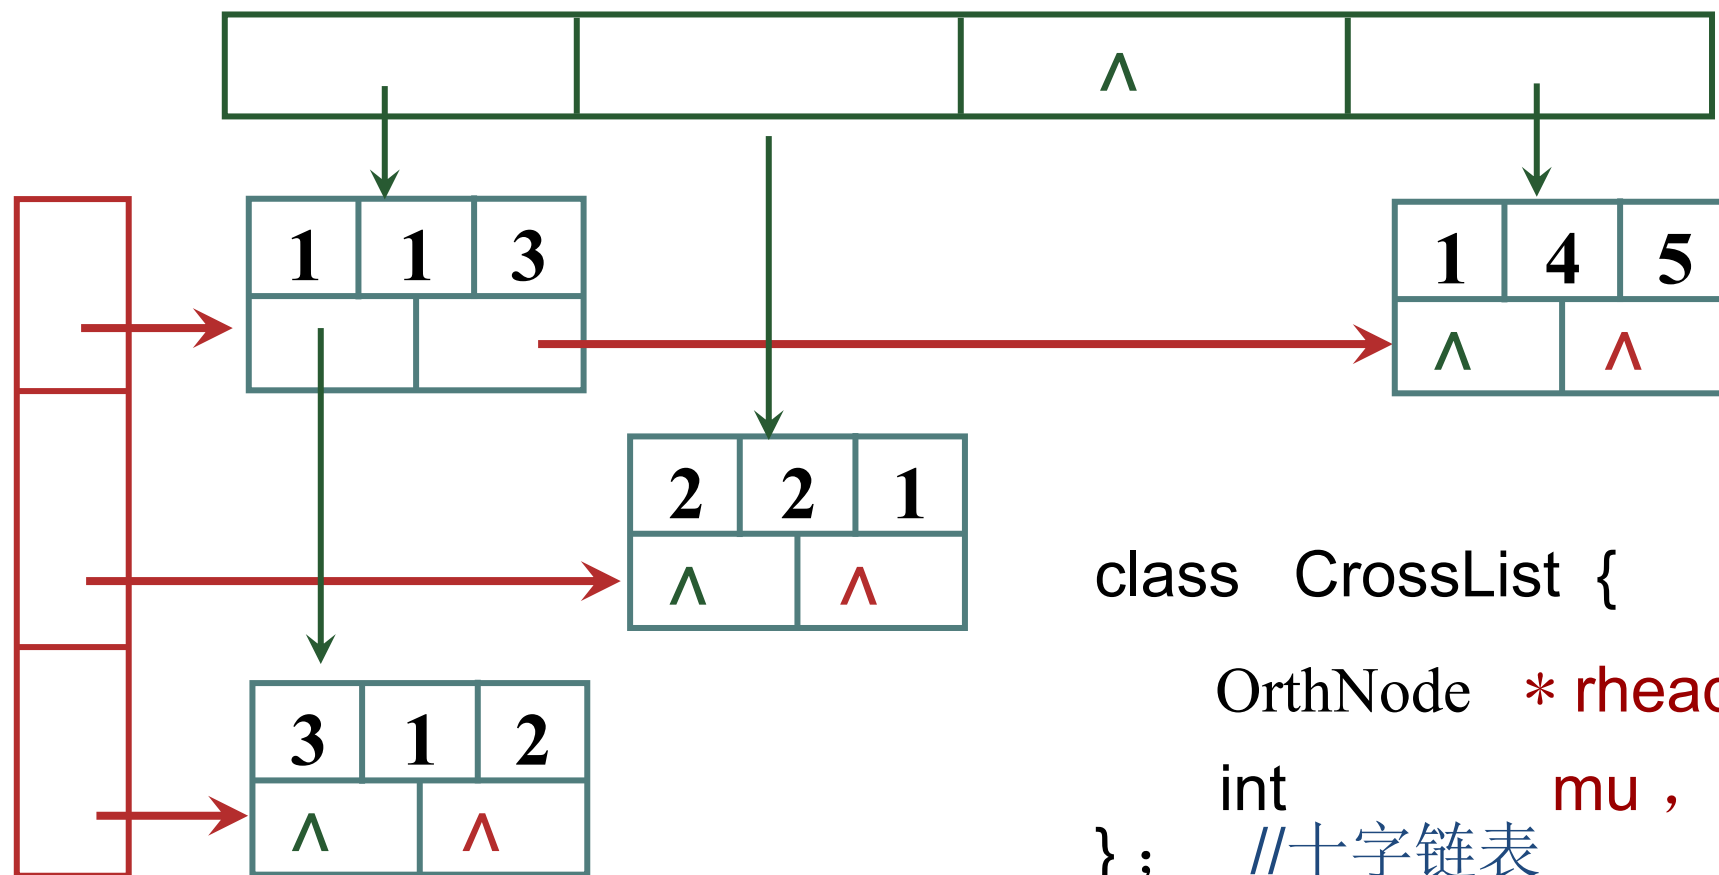 ∧
1 1 3
1 4 5
∧ ∧
2 2 1
∧ ∧
class CrossList {
OrthNode * rhead
3 1 2
int mu ，
∧ ∧
} ； //十字链表